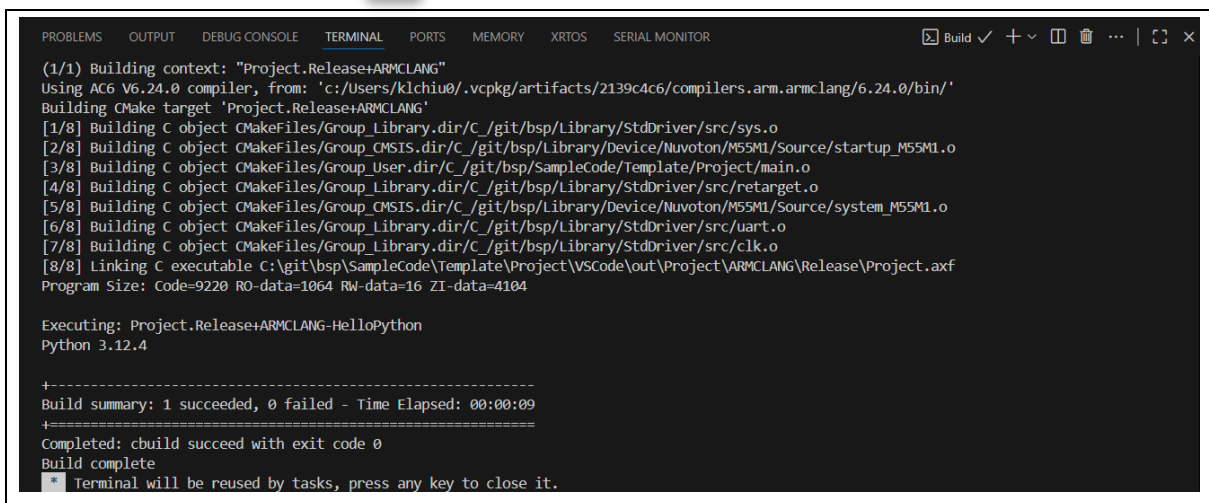 PROBLEMS OUTPUT DEBUG CONSOLE TERMINAL PORTS MEMORY XRTOS SERIAL MONITOR Build
(1/1) Building context: "Project.Release+ARMCLANG"
Using AC6 V6.24.0 compiler, from: 'c:/Users/klchiu0/.vcpkg/artifacts/2139c4c6/compilers.arm.armclang/6.24.0/bin/'
Building CMake target 'Project.Release+ARMCLANG'
[1/8] Building C object CMakeFiles/Group_Library.dir/C_/git/bsp/Library/StdDriver/src/sys.o
[2/8] Building C object CMakeFiles/Group_CMSIS.dir/C_/git/bsp/Library/Device/Nuvoton/M55M1/Source/startup_M55M1.o
[3/8] Building C object CMakeFiles/Group_User.dir/C_/git/bsp/SampleCode/Template/Project/main.o
[4/8] Building C object CMakeFiles/Group_Library.dir/C_/git/bsp/Library/StdDriver/src/retarget.o
[5/8] Building C object CMakeFiles/Group_CMSIS.dir/C_/git/bsp/Library/Device/Nuvoton/M55M1/Source/system_M55M1.o
[6/8] Building C object CMakeFiles/Group_Library.dir/C_/git/bsp/Library/StdDriver/src/uart.o
[7/8] Building C object CMakeFiles/Group_Library.dir/C_/git/bsp/Library/StdDriver/src/clk.o
[8/8] Linking C executable C:\git\bsp\SampleCode\Template\Project\VSCode\out\Project\ARMCLANG\Release\Project.axf
Program Size: Code=9220 RO-data=1064 RW-data=16 ZI-data=4104
Executing: Project.Release+ARMCLANG-HelloPython
Python 3.12.4
+------------------------------------------------------------
Build summary: 1 succeeded, 0 failed - Time Elapsed: 00:00:09
+============================================================
Completed: cbuild succeed with exit code 0
Build complete
* Terminal will be reused by tasks, press any key to close it.